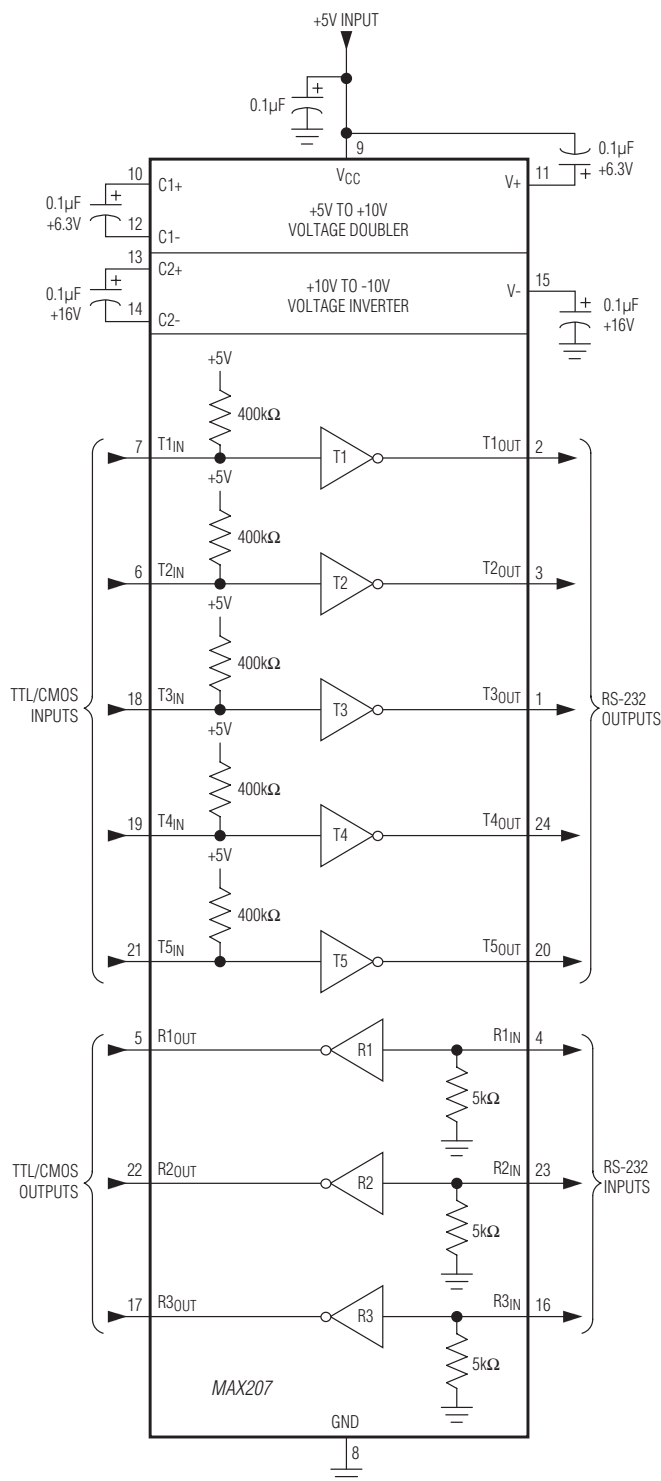 +5V INPUT
0.1µF
+
9
0.1µF
+6.3V
+
10
C1+
VCC
V+
11
+
0.1µF
+6.3V
12
C1-
+5V TO +10V
VOLTAGE DOUBLER
13
C2+
+
0.1µF
+16V
14
C2-
+10V TO -10V
VOLTAGE INVERTER
V-
15
+
0.1µF
+16V
+5V
400kΩ
7
T1IN
T1
T1OUT
2
+5V
400kΩ
6
T2IN
T2
T2OUT
3
+5V
400kΩ
TTL/CMOS
INPUTS
18
T3IN
T3
T3OUT
1
RS-232
OUTPUTS
+5V
400kΩ
19
T4IN
T4
T4OUT
24
+5V
400kΩ
21
T5IN
T5
T5OUT
20
5
R1OUT
R1
R1IN
4
5kΩ
TTL/CMOS
OUTPUTS
22
R2OUT
R2
R2IN
23
RS-232
INPUTS
5kΩ
17
R3OUT
R3
R3IN
16
5kΩ
MAX207
GND
8